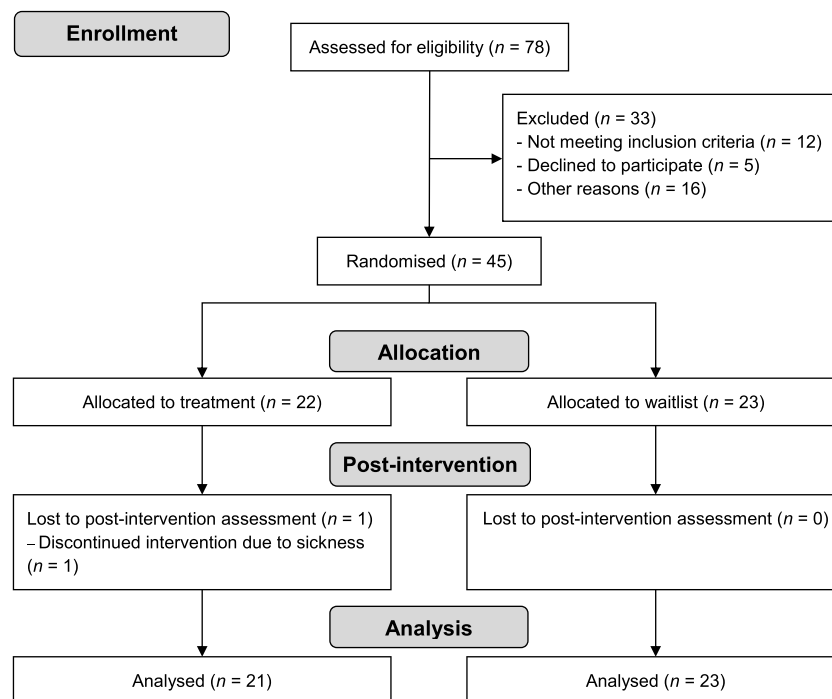 Enrollment
Assessed for eligibility (n = 78)
Excluded (n = 33)
- Not meeting inclusion criteria (n = 12)
- Declined to participate (n = 5)
- Other reasons (n = 16)
Randomised (n = 45)
Allocation
Allocated to treatment (n = 22)
Allocated to waitlist (n = 23)
Post-intervention
Lost to post-intervention assessment (n = 1)
– Discontinued intervention due to sickness
(n = 1)
Lost to post-intervention assessment (n = 0)
Analysis
Analysed (n = 21)
Analysed (n = 23)